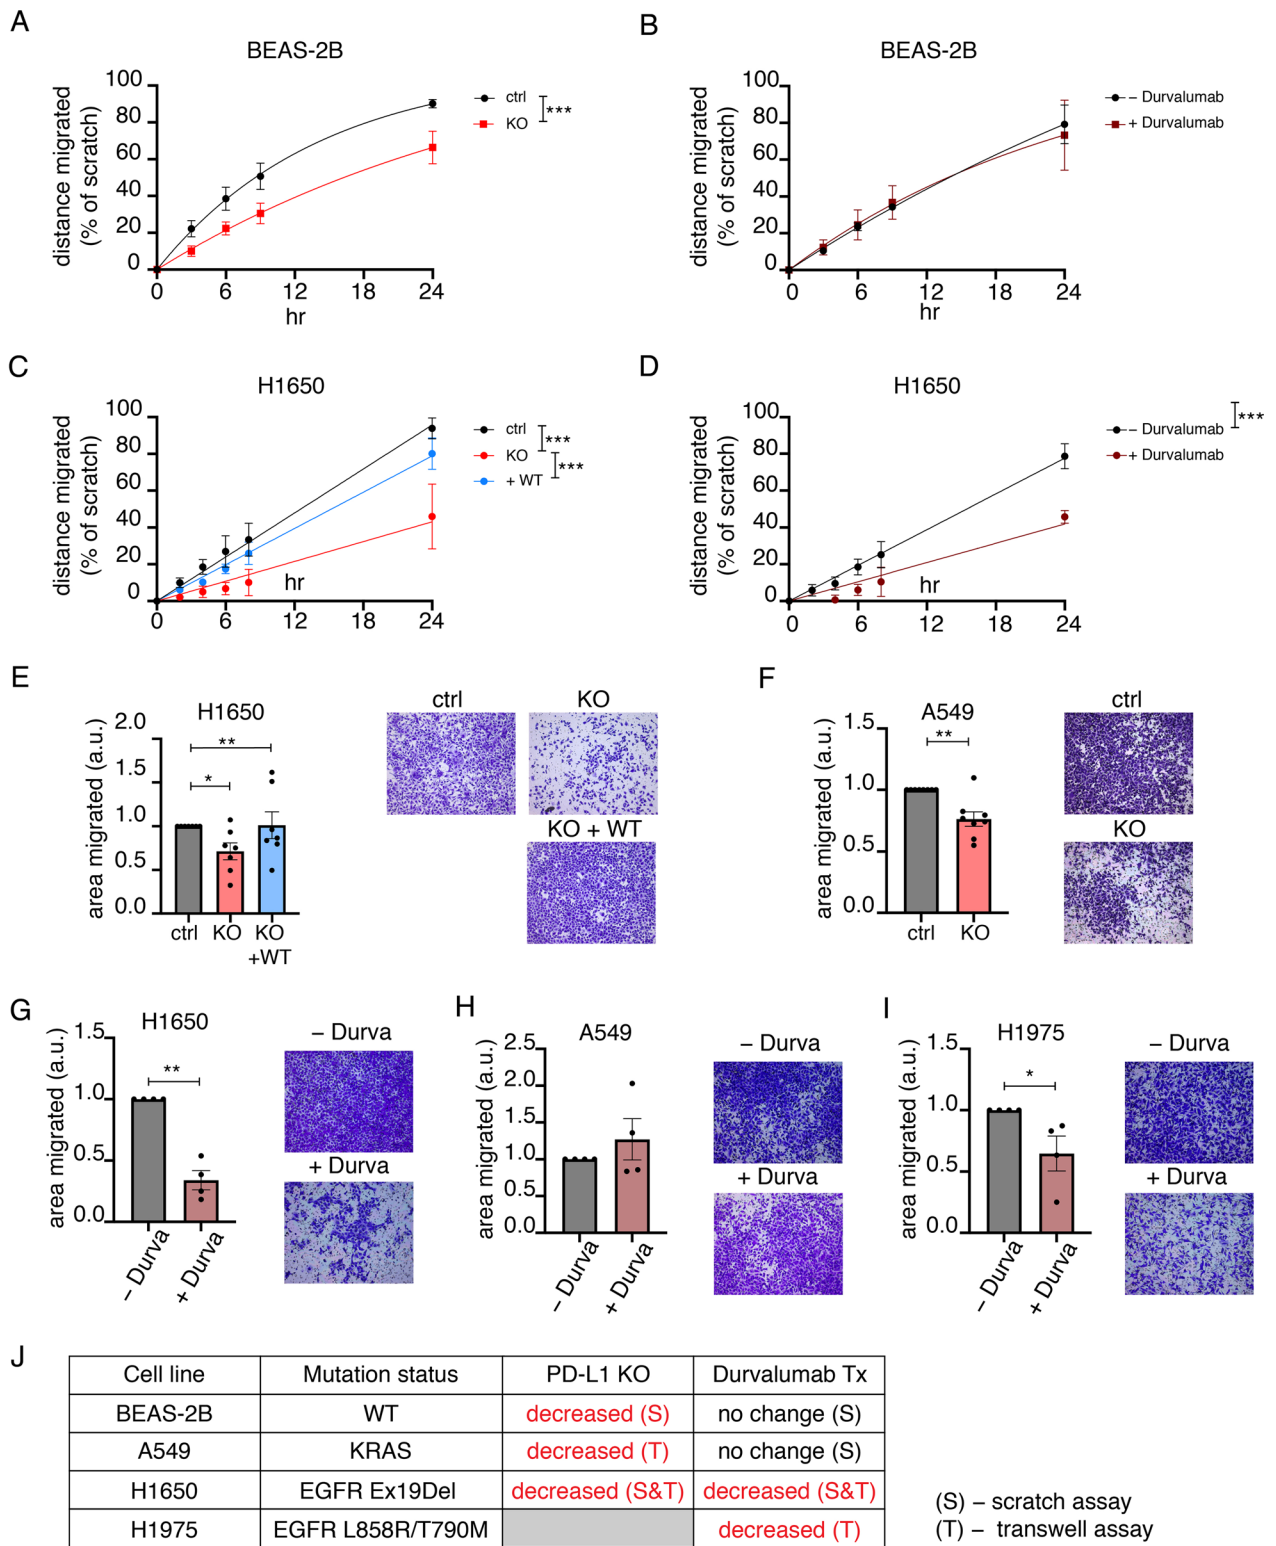 A
BEAS-2B
distance migrated
(% of scratch)
100
80
60
40
20
0
0 6 12 18 24
hr
ctrl
KO
***
B
BEAS-2B
distance migrated
(% of scratch)
100
80
60
40
20
0
0 6 12 18 24
hr
– Durvalumab
+ Durvalumab
C
H1650
distance migrated
(% of scratch)
100
80
60
40
20
0
0 6 12 18 24
hr
ctrl
KO
+ WT
***
***
D
H1650
distance migrated
(% of scratch)
100
80
60
40
20
0
0 6 12 18 24
hr
– Durvalumab
+ Durvalumab
***
E
H1650
area migrated (a.u.)
2.0
1.5
1.0
0.5
0.0
**
*
ctrl KO KO
+WT
ctrl
KO
KO + WT
F
A549
area migrated (a.u.)
1.5
1.0
0.5
0.0
**
ctrl KO
ctrl
KO
G
H1650
area migrated (a.u.)
1.5
1.0
0.5
0.0
**
– Durva
+ Durva
– Durva
+ Durva
H
A549
area migrated (a.u.)
2.5
2.0
1.5
1.0
0.5
0.0
– Durva
+ Durva
– Durva
+ Durva
I
H1975
area migrated (a.u.)
1.5
1.0
0.5
0.0
*
– Durva
+ Durva
– Durva
+ Durva
J
Cell line Mutation status PD-L1 KO Durvalumab Tx
BEAS-2B WT decreased (S) no change (S)
A549 KRAS decreased (T) no change (S)
H1650 EGFR Ex19Del decreased (S&T) decreased (S&T)
H1975 EGFR L858R/T790M decreased (T)
(S) – scratch assay
(T) – transwell assay